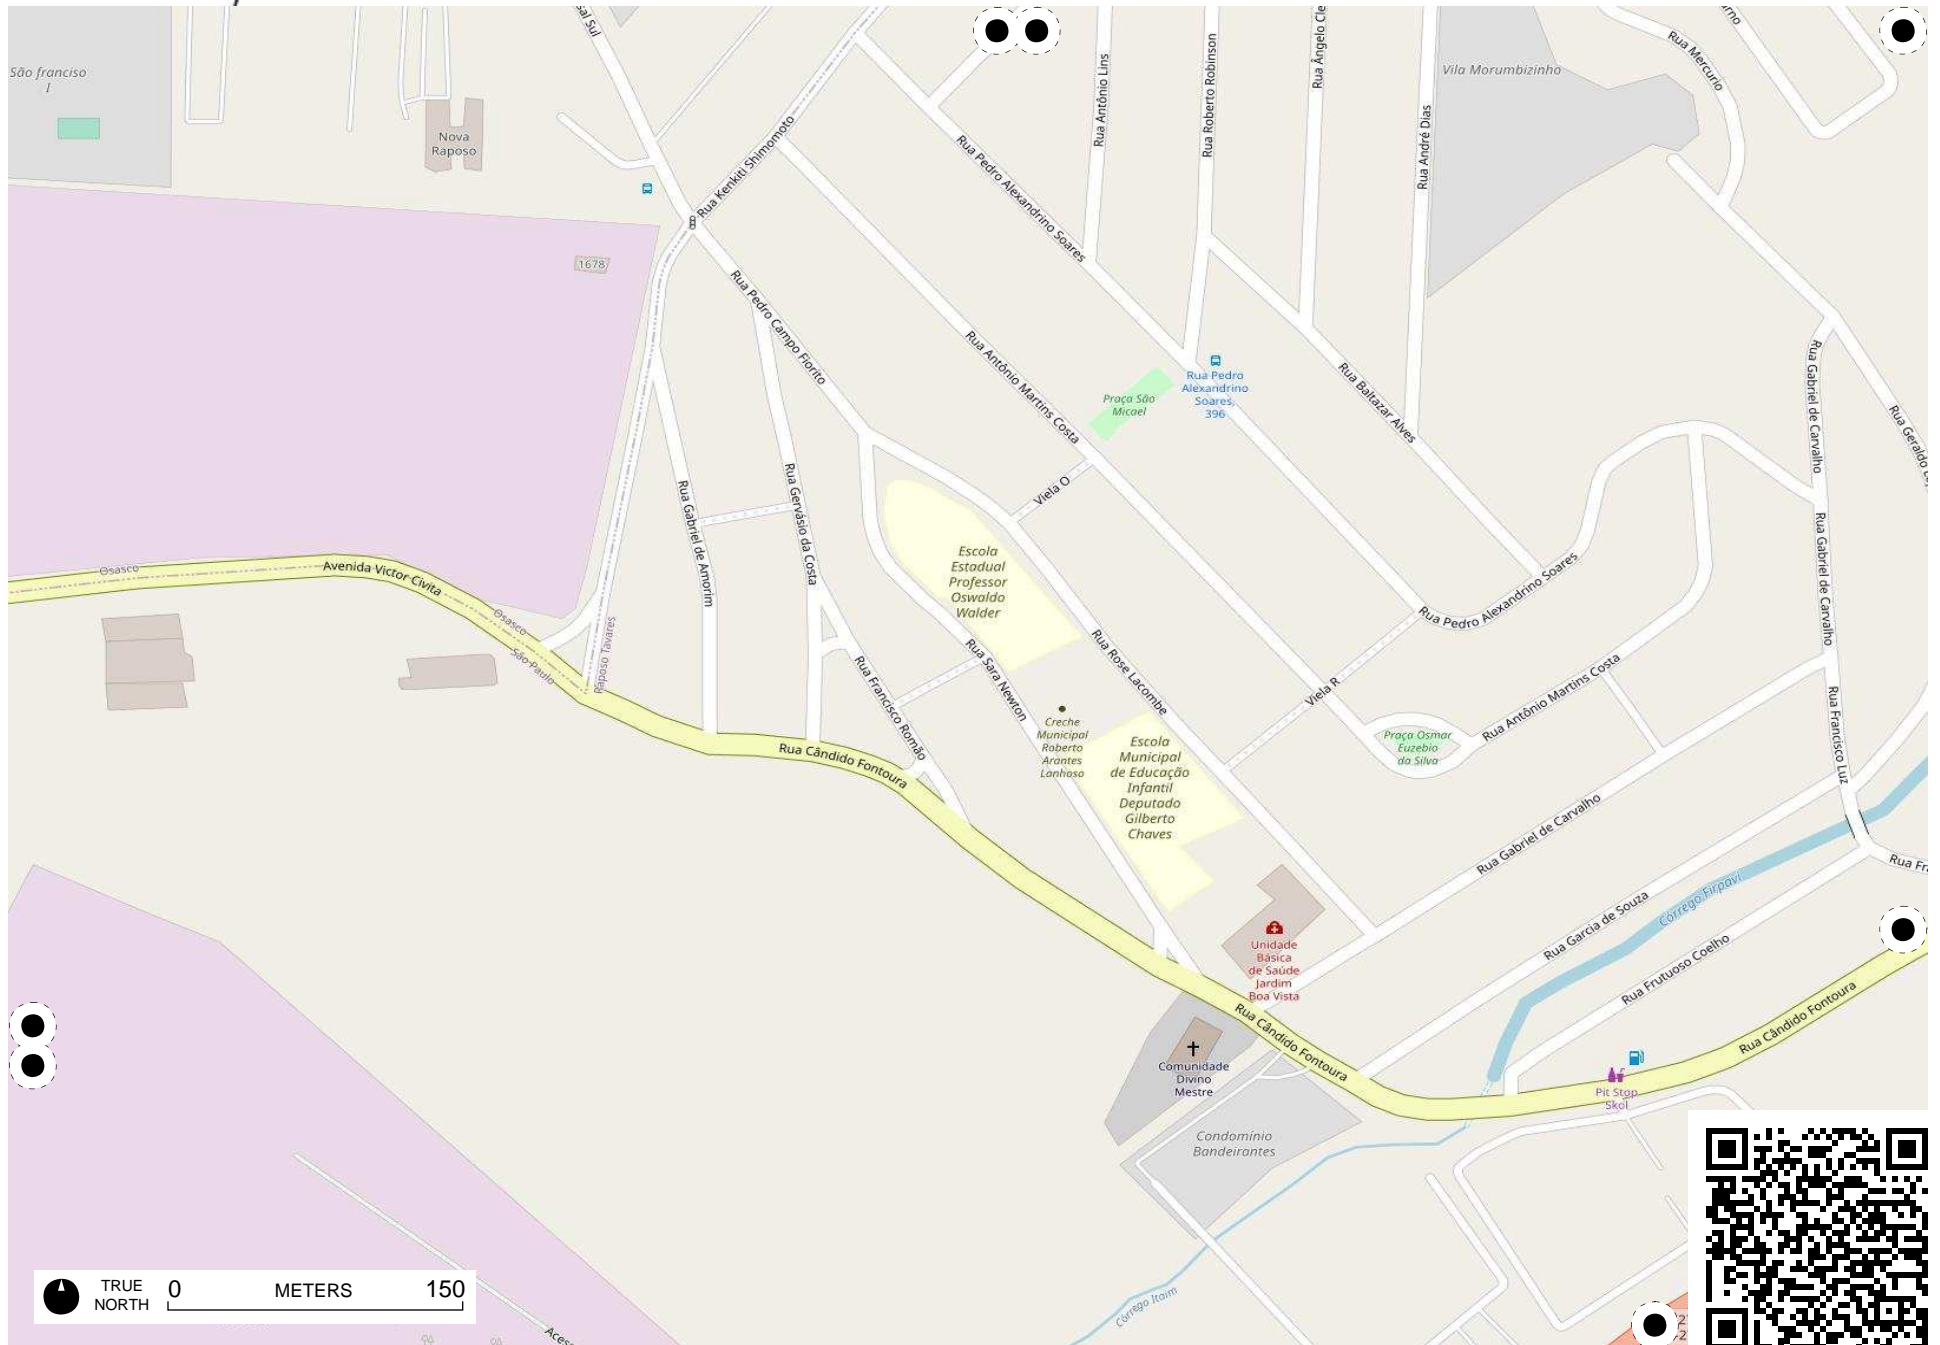 São franciso
I
Nova
Raposo
sal Sul
Rua Kenkiti Shimomoto
Rua Antônio Lins
Rua Roberto Robinson
Rua Ângelo Cle
Rua André Dias
Vila Morumbizinho
Rua Mercurio
Rua Pedro Alexandrino Soares
1678
Rua Pedro Campo Fiorito
Rua Antônio Martins Costa
Praça São
Micael
Rua Pedro
Alexandrino
Soares,
396
Rua Baltazar Alves
Rua Gabriel de Carvalho
Viela O
Rua Gabriel de Amorim
Rua Gervásio da Costa
Escola
Estadual
Professor
Oswaldo
Walder
Osasco
Avenida Victor Civita
Osasco
São Paulo
Raposo Tavares
Rua Pedro Alexandrino Soares
Rua Gabriel de Carvalho
Rua Francisco Romão
Rua Sara Newton
Rua Rose Lacombe
Viela R
Rua Antônio Martins Costa
Rua Francisco Luz
Creche
Municipal
Roberto
Arantes
Lanhoso
Escola
Municipal
de Educação
Infantil
Deputado
Gilberto
Chaves
Praça Osmar
Euzebio
da Silva
Rua Cândido Fontoura
Rua Gabriel de Carvalho
Rua Fr
Córrego Firpavi
Rua Garcia de Souza
Rua Frutuoso Coelho
Unidade
Básica
de Saúde
Jardim
Boa Vista
Rua Cândido Fontoura
Rua Cândido Fontoura
Comunidade
Divino
Mestre
Pit Stop
Skol
Condomínio
Bandeirantes
Córrego Itaim
TRUE
NORTH
0 METERS 150